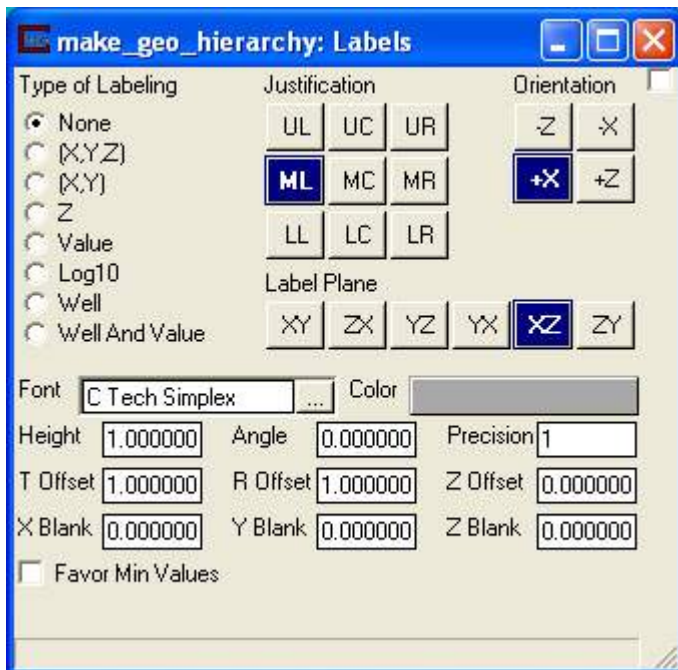 make_geo_hierarchy: Labels
Type of Labeling Justification Orientation
None UL UC UR -Z -X
(X,Y,Z)
(X,Y) ML MC MR +X +Z
Z
Value LL LC LR
Log10
Well Label Plane
Well And Value XY ZX YZ YX XZ ZY
Font C Tech Simplex ... Color
Height 1.000000 Angle 0.000000 Precision 1
T Offset 1.000000 R Offset 1.000000 Z Offset 0.000000
X Blank 0.000000 Y Blank 0.000000 Z Blank 0.000000
Favor Min Values